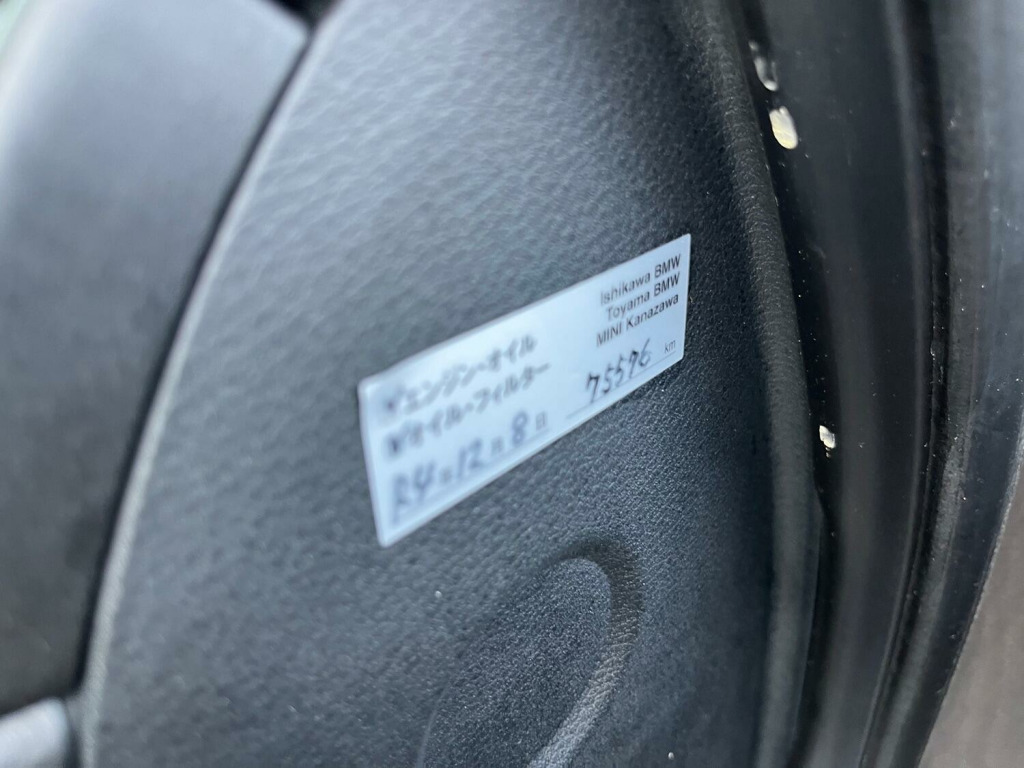 エンジン・オイル
オイル・フィルター
R4年12月8日
Ishikawa BMW
Toyama BMW
MINI Kanazawa
75576 km